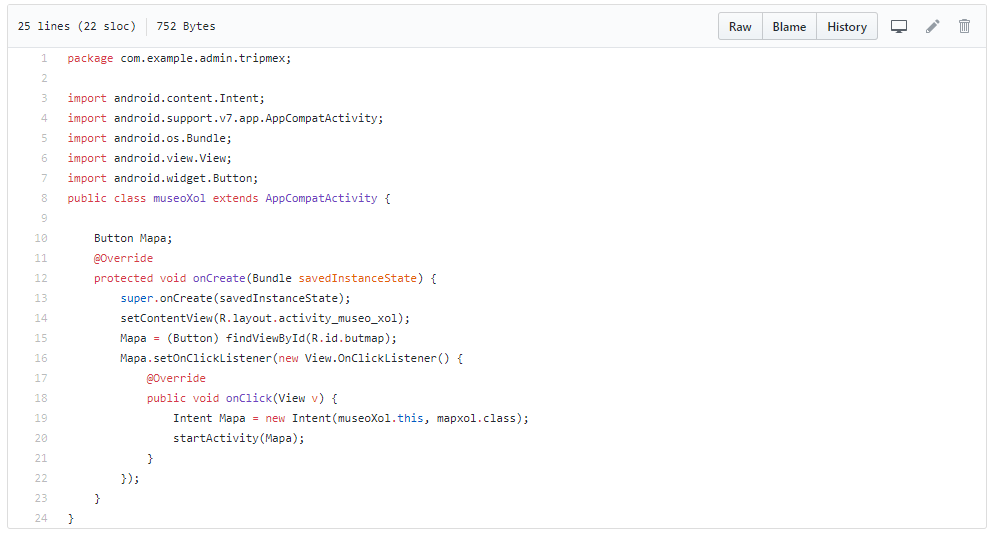 25 lines (22 sloc) 752 Bytes Raw Blame History
1 package com.example.admin.tripmex;
2
3 import android.content.Intent;
4 import android.support.v7.app.AppCompatActivity;
5 import android.os.Bundle;
6 import android.view.View;
7 import android.widget.Button;
8 public class museoXol extends AppCompatActivity {
9
10     Button Mapa;
11     @Override
12     protected void onCreate(Bundle savedInstanceState) {
13         super.onCreate(savedInstanceState);
14         setContentView(R.layout.activity_museo_xol);
15         Mapa = (Button) findViewById(R.id.butmap);
16         Mapa.setOnClickListener(new View.OnClickListener() {
17             @Override
18             public void onClick(View v) {
19                 Intent Mapa = new Intent(museoXol.this, mapxol.class);
20                 startActivity(Mapa);
21             }
22         });
23     }
24 }